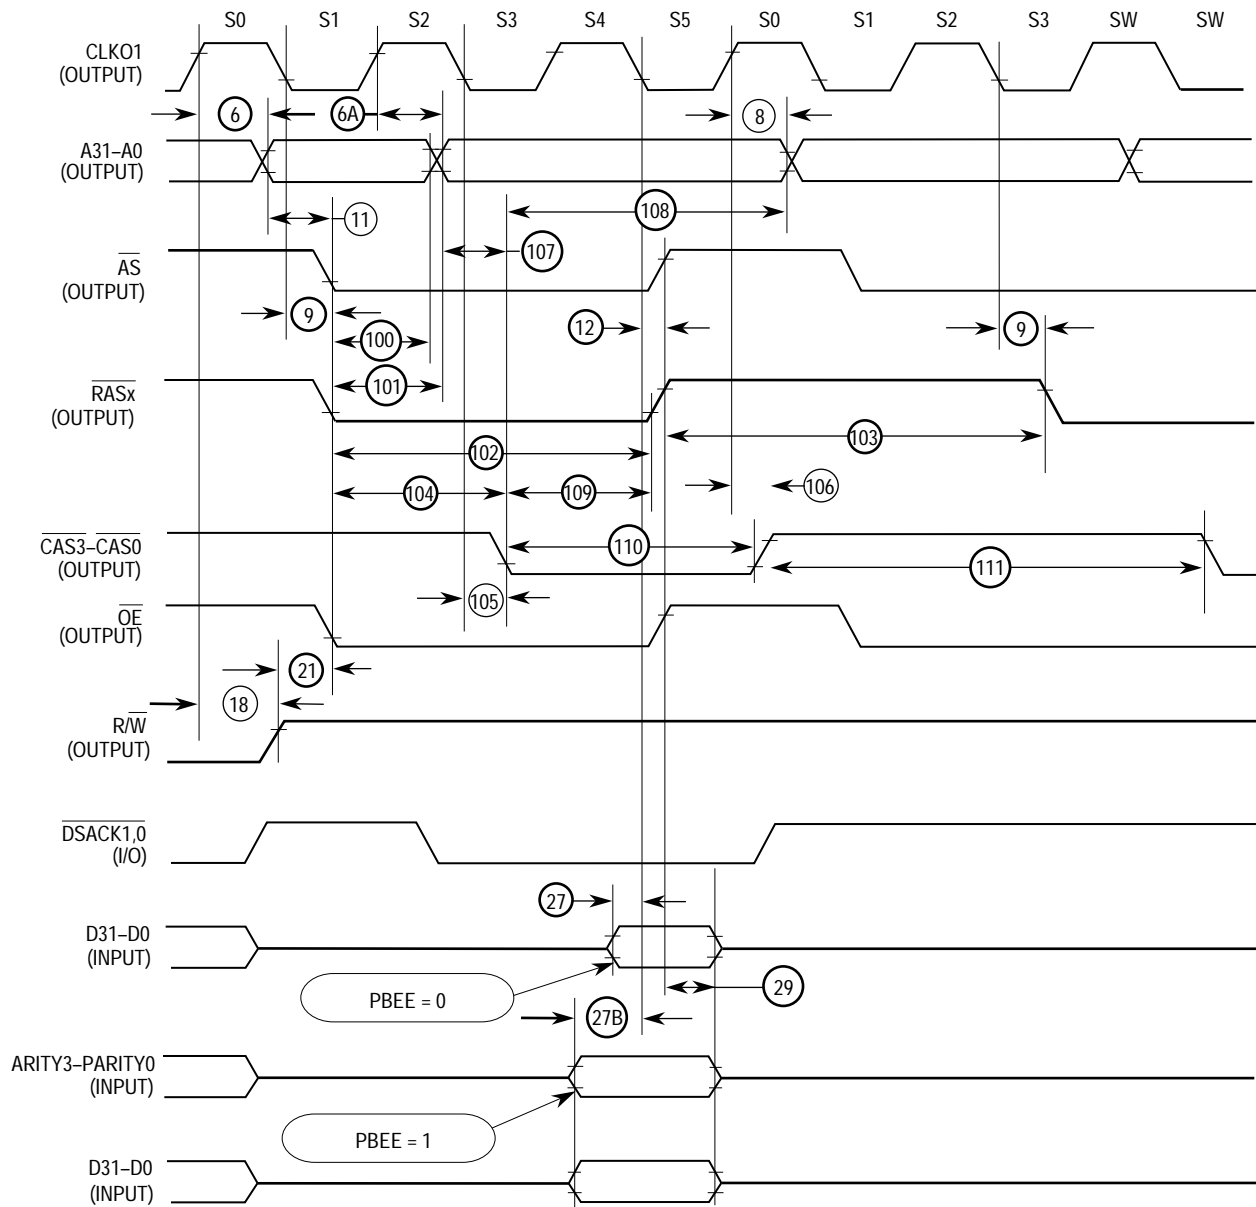 S0 S1 S2 S3 S4 S5 S0 S1 S2 S3 SW SW
CLKO1
(OUTPUT)
6 6A 8
A31–A0
(OUTPUT)
11 108
107
AS
(OUTPUT)
9 12 9
100
101
RASx
(OUTPUT)
102 103
104 109 106
CAS3–CAS0
(OUTPUT)
110 111
105
OE
(OUTPUT)
21
18
R/W
(OUTPUT)
DSACK1,0
(I/O)
27
D31–D0
(INPUT)
PBEE = 0
29
27B
ARITY3–PARITY0
(INPUT)
PBEE = 1
D31–D0
(INPUT)